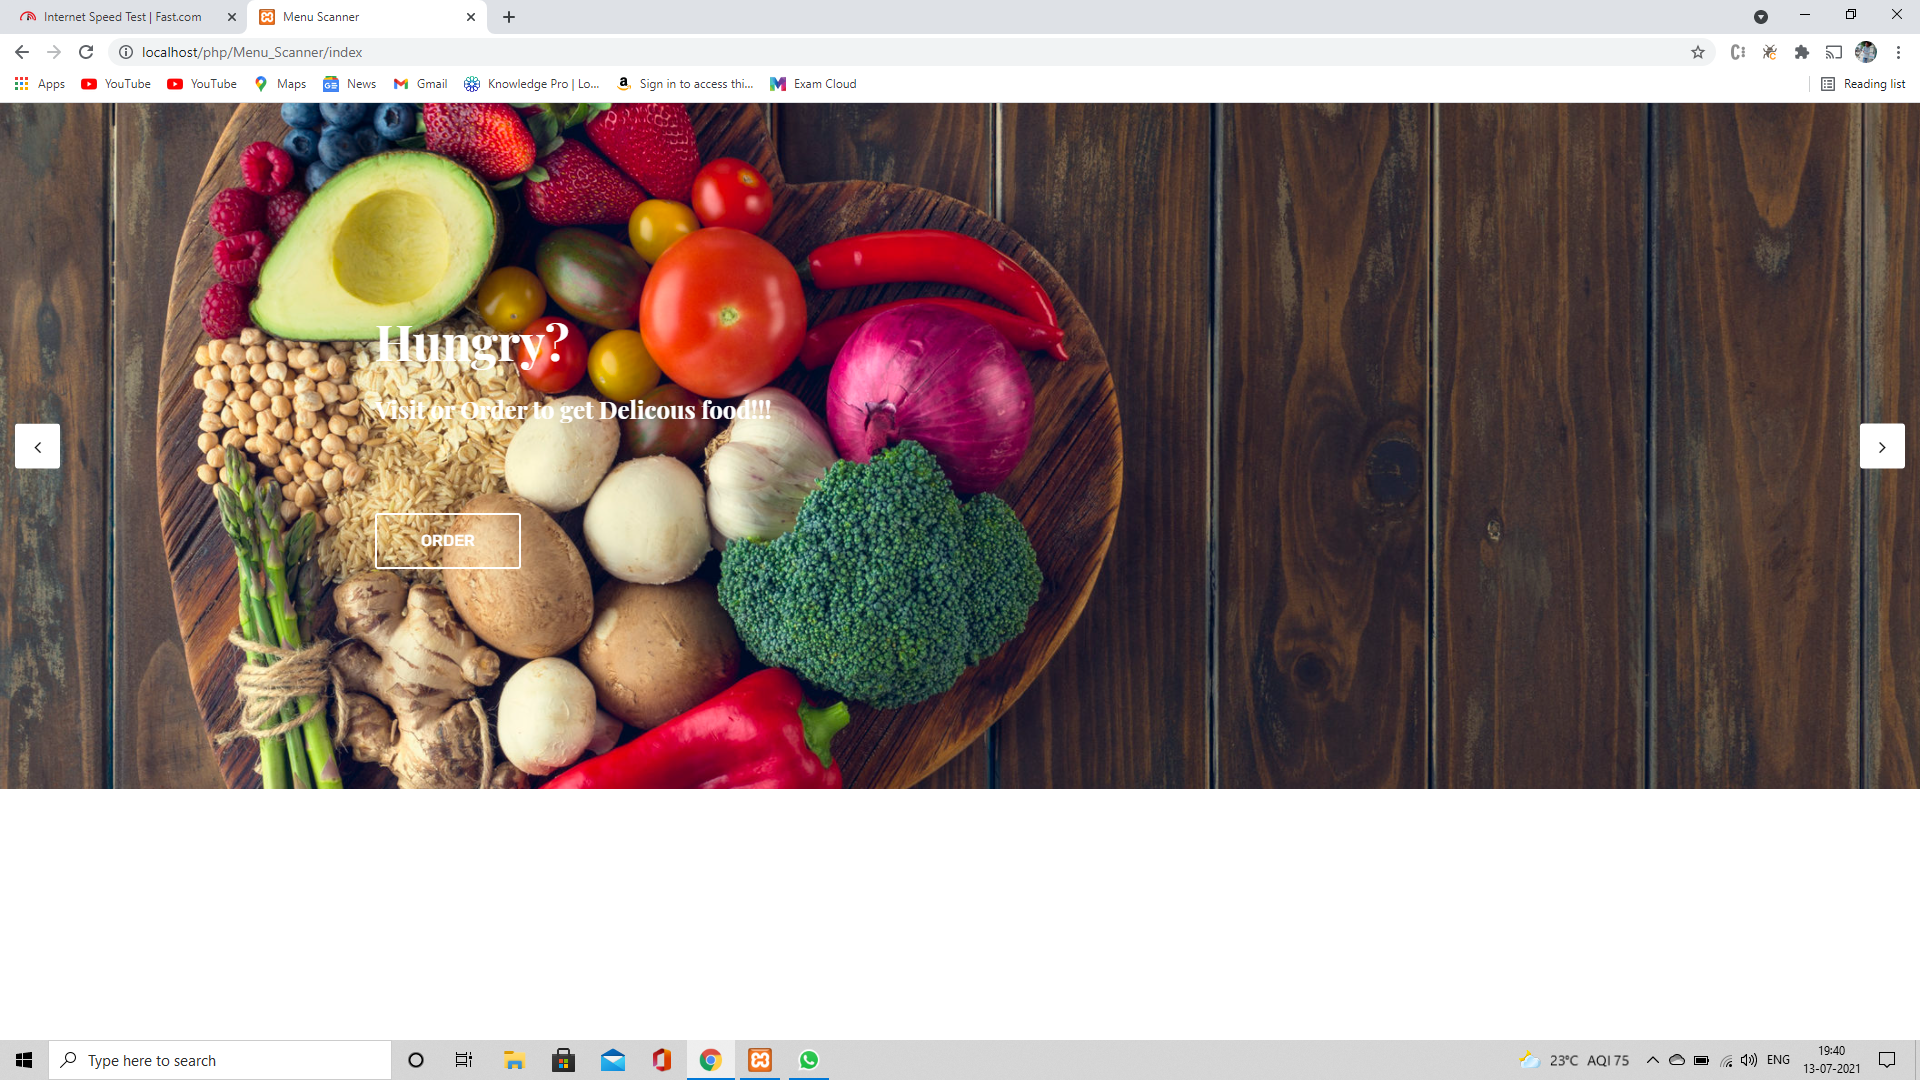 Internet Speed Test | Fast.com
Menu Scanner
localhost/php/Menu_Scanner/index
Apps
YouTube
YouTube
Maps
News
Gmail
Knowledge Pro | Lo...
Sign in to access thi...
Exam Cloud
Reading list
Hungry?
Visit or Order to get Delicous food!!!
ORDER
Type here to search
23°C AQI 75
ENG
19:40
13-07-2021